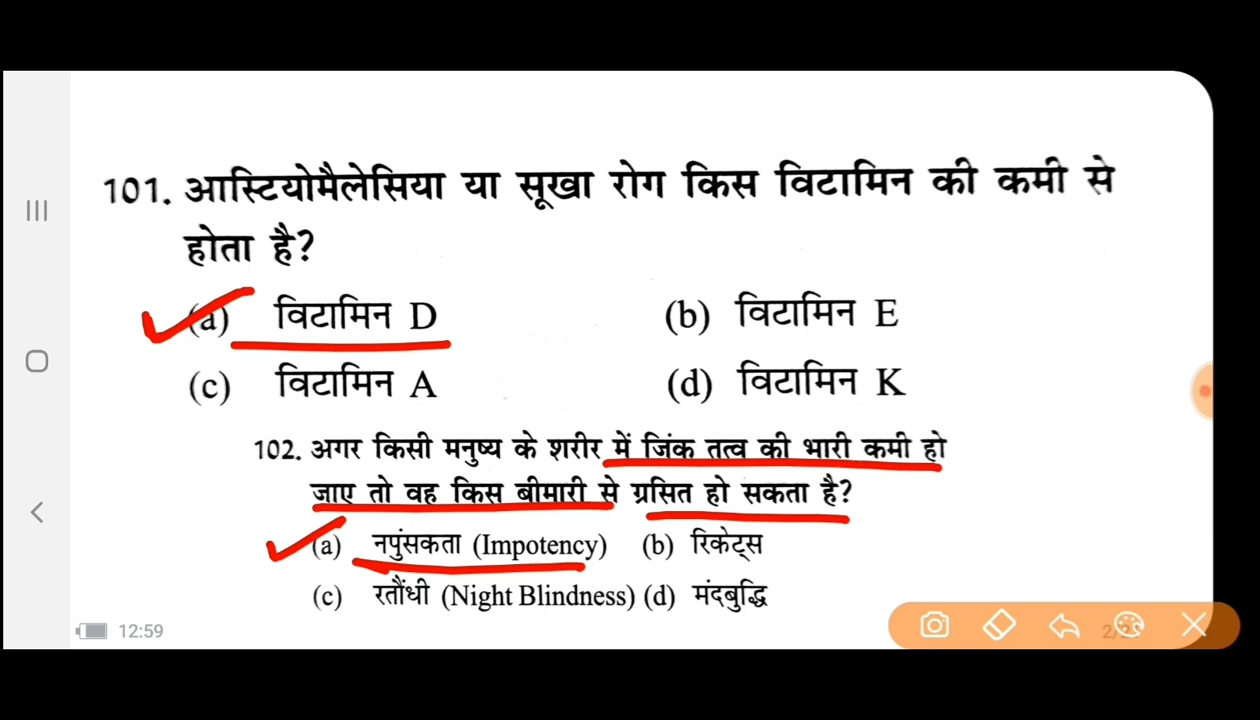 101. आस्टियोमैलेसिया या सूखा रोग किस विटामिन की कमी से
होता है?
(a) विटामिन D (b) विटामिन E
(c) विटामिन A (d) विटामिन K
102. अगर किसी मनुष्य के शरीर में जिंक तत्व की भारी कमी हो
जाए तो वह किस बीमारी से ग्रसित हो सकता है?
(a) नपुंसकता (Impotency) (b) रिकेट्स
(c) रतौंधी (Night Blindness) (d) मंदबुद्धि
12:59